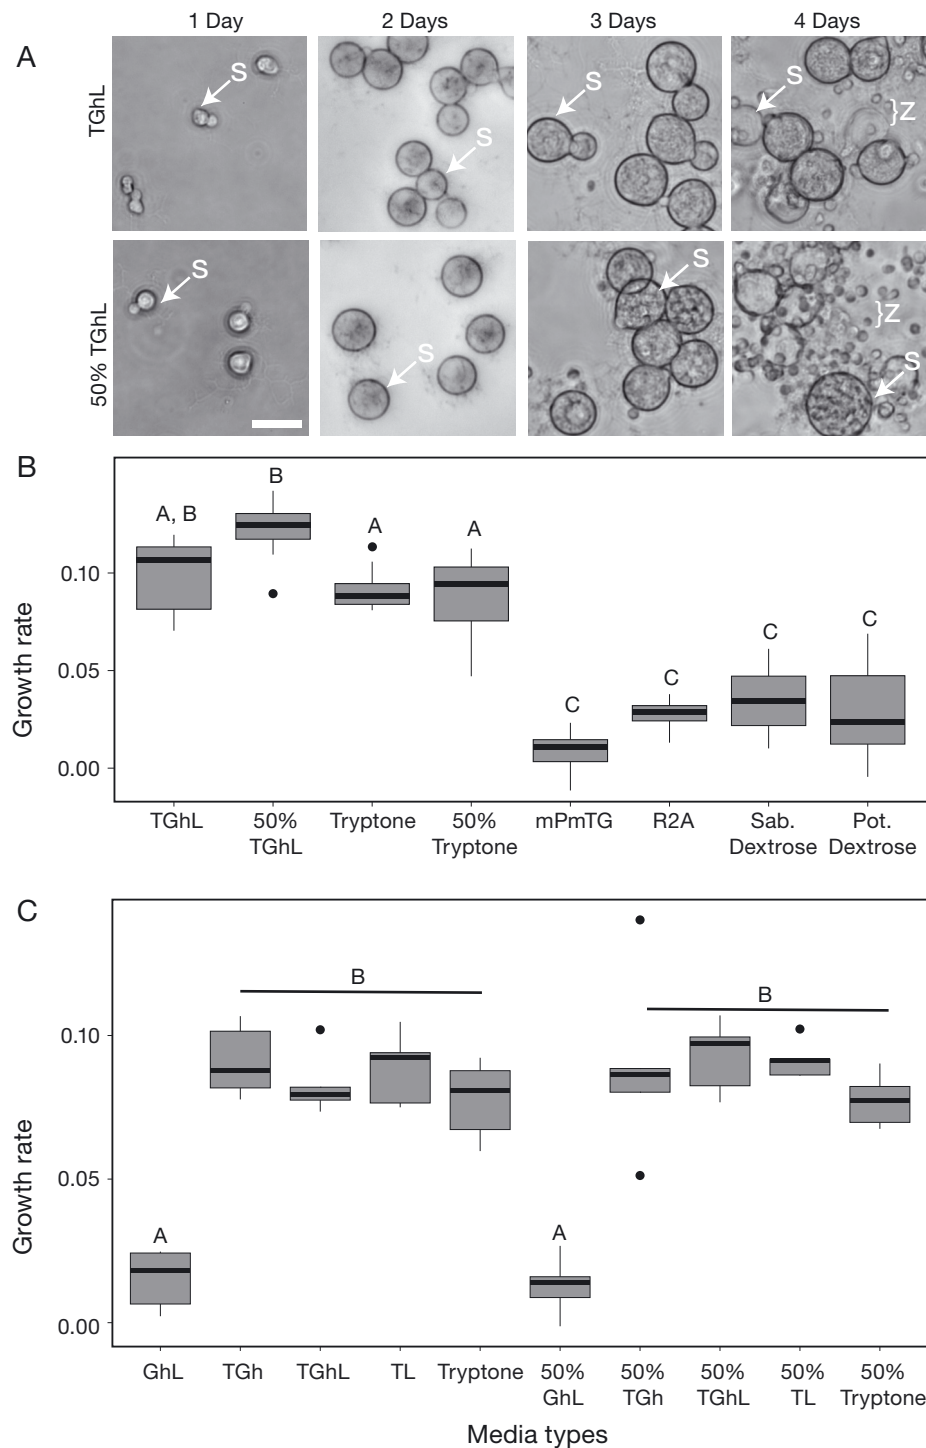 1 Day 2 Days 3 Days 4 Days
A
TGhL
S
S
S
S
}Z
50% TGhL
S
S
S
}Z
S
B
Growth rate
0.10
0.05
0.00
A, B
B
A
A
C
C
C
C
TGhL 50% Tryptone 50% mPmTG R2A Sab. Pot.
TGhL Tryptone Dextrose Dextrose
C
Growth rate
0.10
0.05
0.00
A
B
A
B
GhL TGh TGhL TL Tryptone 50% 50% 50% 50% 50%
GhL TGh TGhL TL Tryptone
Media types